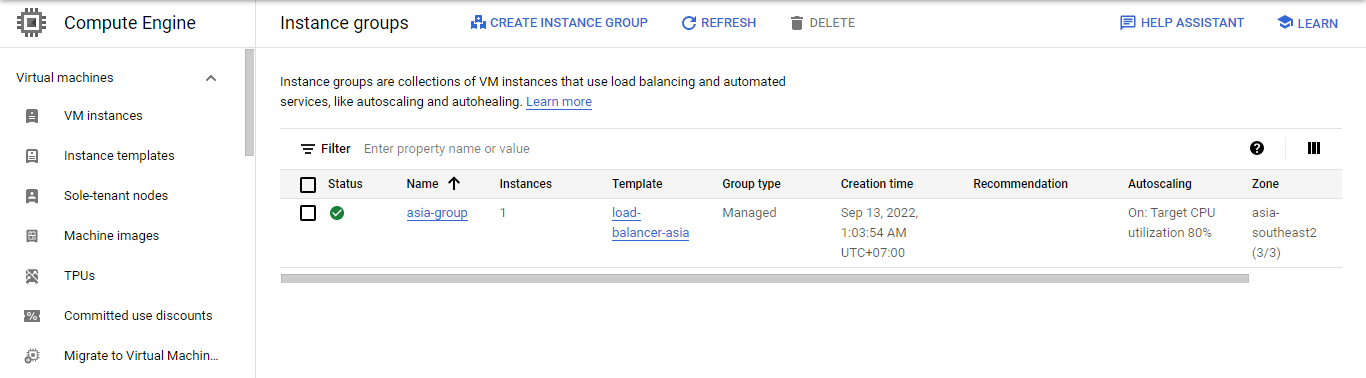 Compute Engine
Instance groups
CREATE INSTANCE GROUP
REFRESH
DELETE
HELP ASSISTANT
LEARN
Virtual machines
VM instances
Instance templates
Sole-tenant nodes
Machine images
TPUs
Committed use discounts
Migrate to Virtual Machin...
Instance groups are collections of VM instances that use load balancing and automated
services, like autoscaling and autohealing. Learn more
Filter Enter property name or value
Status Name Instances Template Group type Creation time Recommendation Autoscaling Zone
asia-group 1 load- Managed Sep 13, 2022, On: Target CPU asia-
balancer-asia 1:03:54 AM utilization 80% southeast2
UTC+07:00 (3/3)